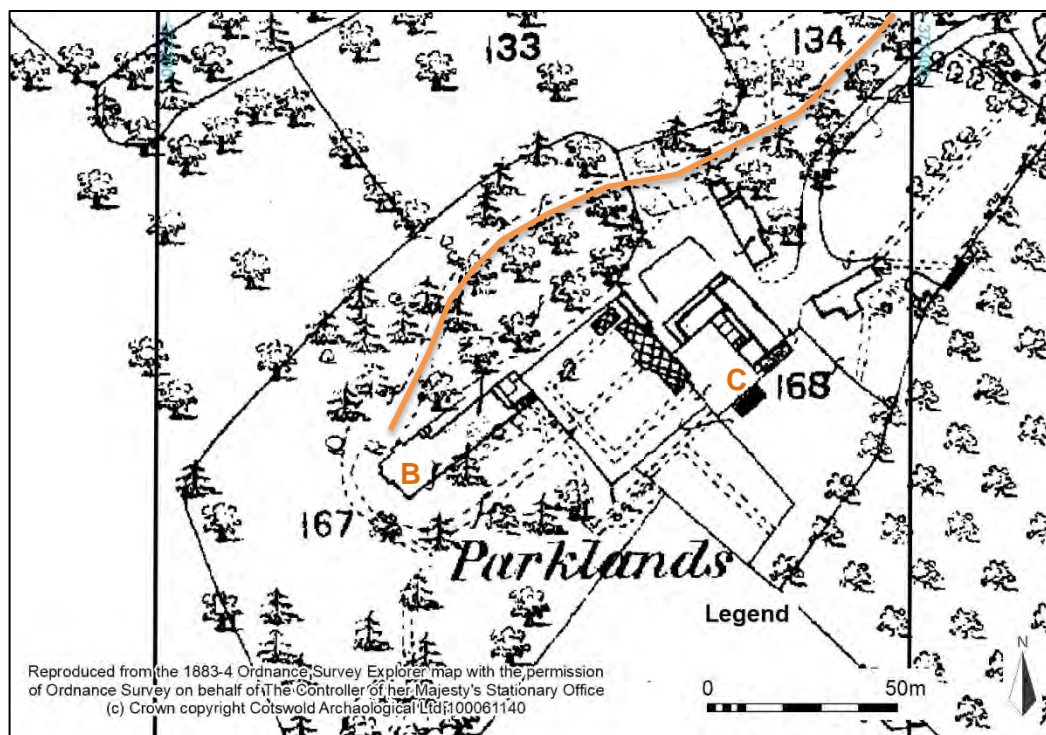 133
134
C
168
B
167
Parklands
Legend
Reproduced from the 1883-4 Ordnance Survey Explorer map with the permission
of Ordnance Survey on behalf of The Controller of her Majesty's Stationary Office
(c) Crown copyright Cotswold Archaeological Ltd 100061140
0 50m
N